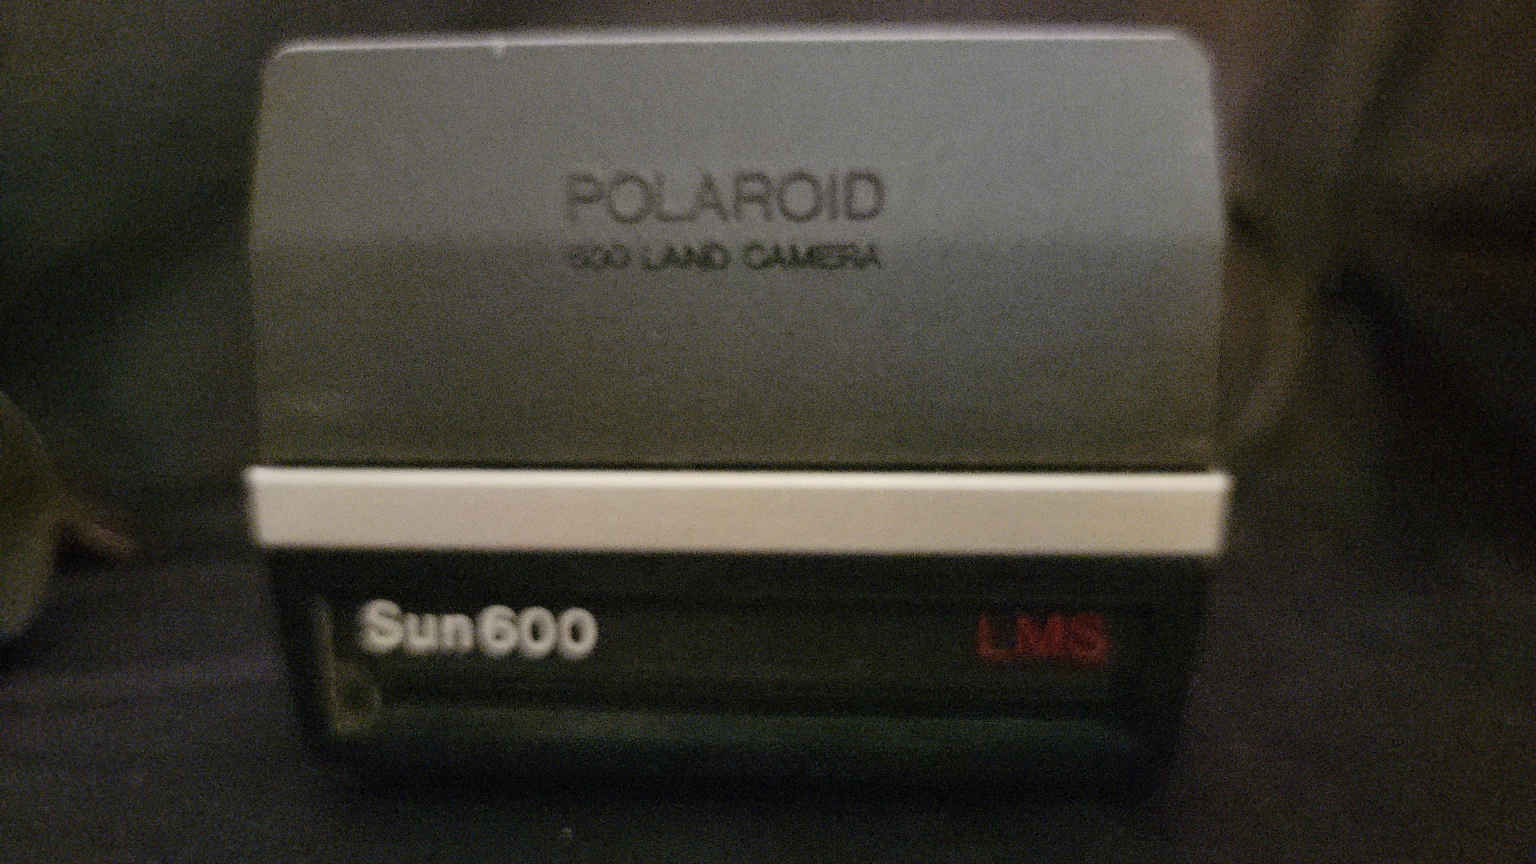 POLAROID
600 LAND CAMERA
Sun600
LMS